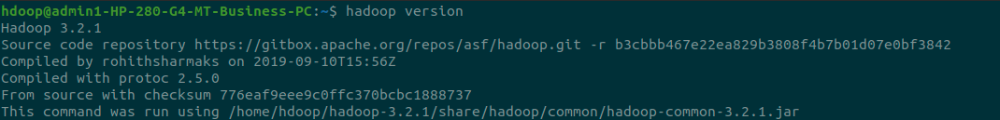 hdoop@admin1-HP-280-G4-MT-Business-PC:~$ hadoop version
Hadoop 3.2.1
Source code repository https://gitbox.apache.org/repos/asf/hadoop.git -r b3cbbb467e22ea829b3808f4b7b01d07e0bf3842
Compiled by rohithsharmaks on 2019-09-10T15:56Z
Compiled with protoc 2.5.0
From source with checksum 776eaf9eee9c0ffc370bcbc1888737
This command was run using /home/hdoop/hadoop-3.2.1/share/hadoop/common/hadoop-common-3.2.1.jar